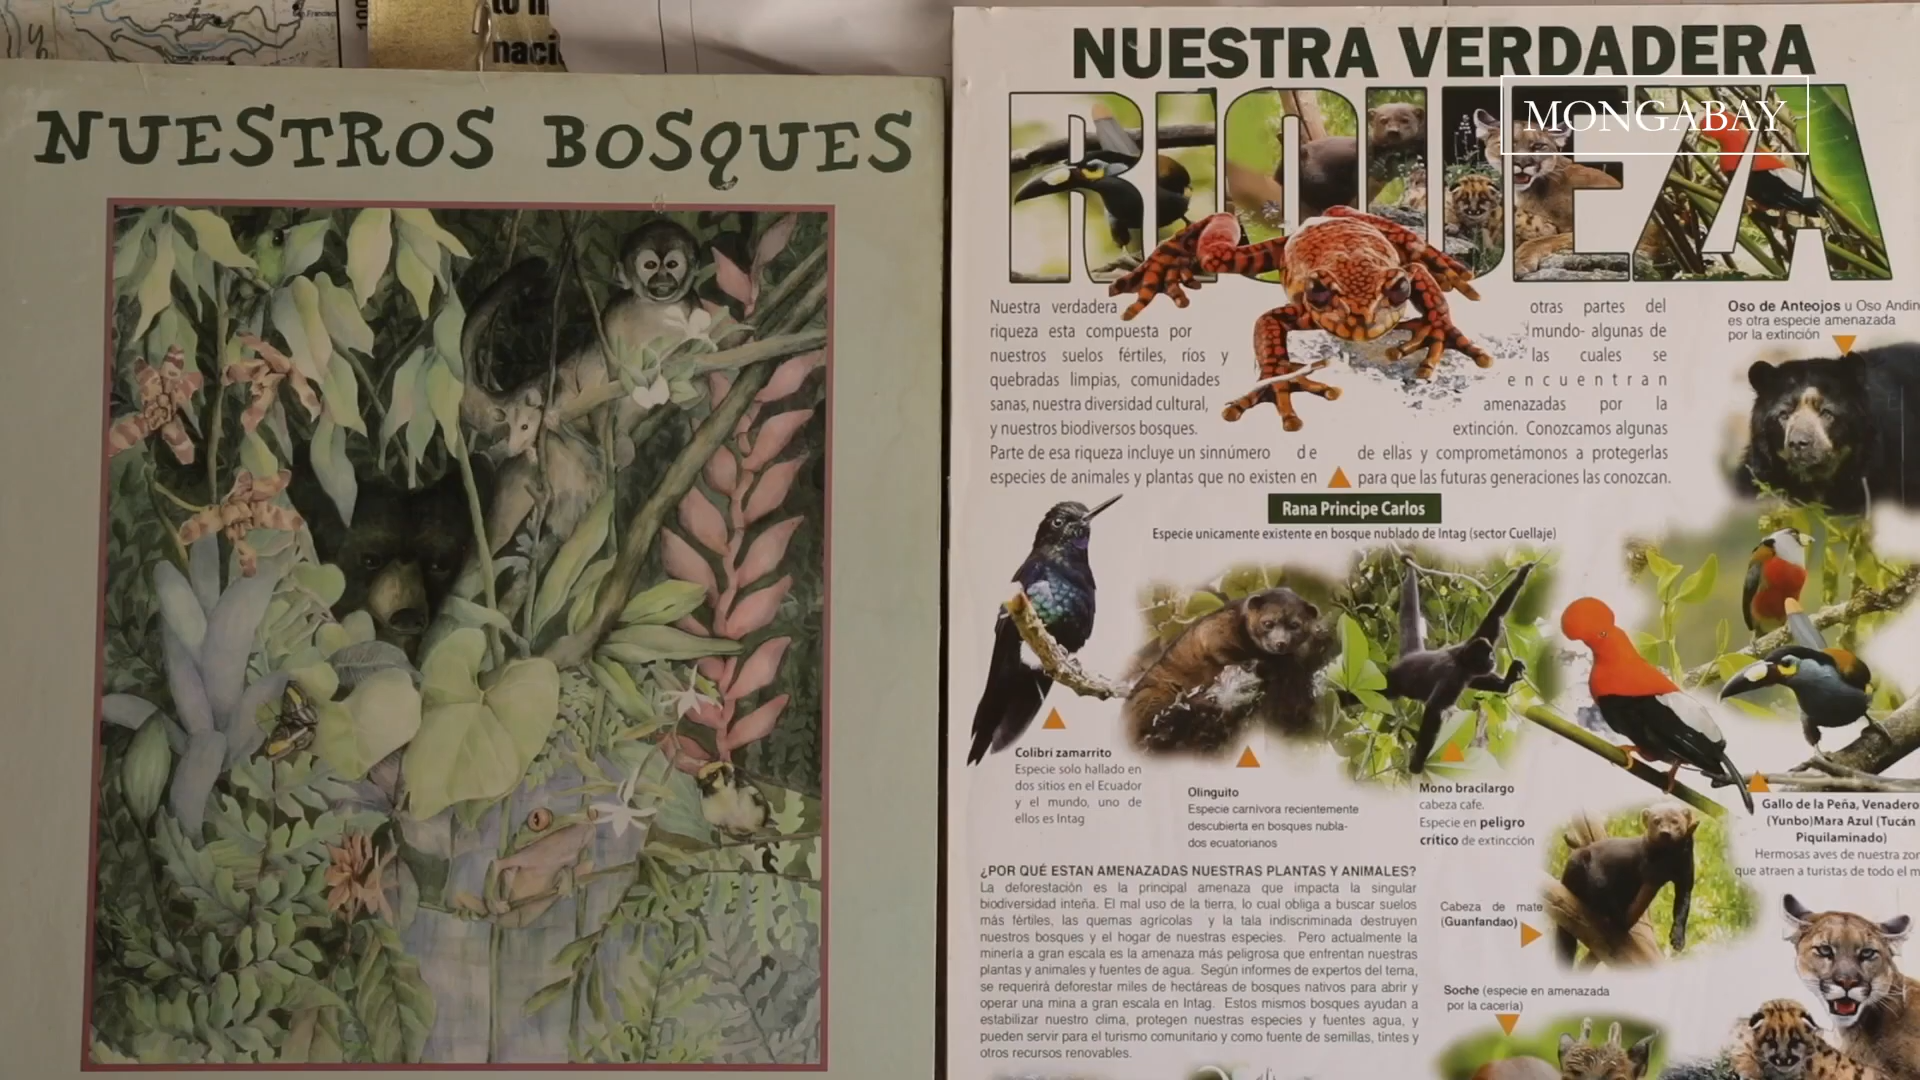 100
to n
naci
NUESTROS BOSQUES
NUESTRA VERDADERA
RIQUEZA
MONGABAY
Nuestra verdadera
riqueza esta compuesta por
nuestros suelos fértiles, ríos y
quebradas limpias, comunidades
sanas, nuestra diversidad cultural,
y nuestros biodiversos bosques.
Parte de esa riqueza incluye un sinnúmero de
especies de animales y plantas que no existen en
otras partes del
mundo- algunas de
las cuales se
encuentran
amenazadas por la
extinción. Conozcamos algunas
de ellas y comprometámonos a protegerlas
para que las futuras generaciones las conozcan.
Oso de Anteojos u Oso Andin
es otra especie amenazada
por la extinción
Rana Principe Carlos
Especie unicamente existente en bosque nublado de Intag (sector Cuellaje)
Colibrí zamarrito
Especie solo hallado en
dos sitios en el Ecuador
y el mundo, uno de
ellos es Intag
Olinguito
Especie carnívora recientemente
descubierta en bosques nubla-
dos ecuatorianos
Mono bracilargo
cabeza cafe.
Especie en peligro
crítico de extincción
Gallo de la Peña, Venadero
(Yunbo)Mara Azul (Tucán
Piquilaminado)
Hermosas aves de nuestra zon
que atraen a turistas de todo el m
¿POR QUÉ ESTAN AMENAZADAS NUESTRAS PLANTAS Y ANIMALES?
La deforestación es la principal amenaza que impacta la singular
biodiversidad inteña. El mal uso de la tierra, lo cual obliga a buscar suelos
más fértiles, las quemas agrícolas y la tala indiscriminada destruyen
nuestros bosques y el hogar de nuestras especies. Pero actualmente la
minería a gran escala es la amenaza más peligrosa que enfrentan nuestras
plantas y animales y fuentes de agua. Según informes de expertos del tema,
se requirirá deforestar miles de hectáreas de bosques nativos para abrir y
operar una mina a gran escala en Intag. Estos mismos bosques ayudan a
estabilizar nuestro clima, protegen nuestras especies y fuentes agua, y
pueden servir para el turismo comunitario y como fuente de semillas, tintes y
otros recursos renovables.
Cabeza de mate
(Guanfandao)
Soche (especie en amenazada
por la cacería)